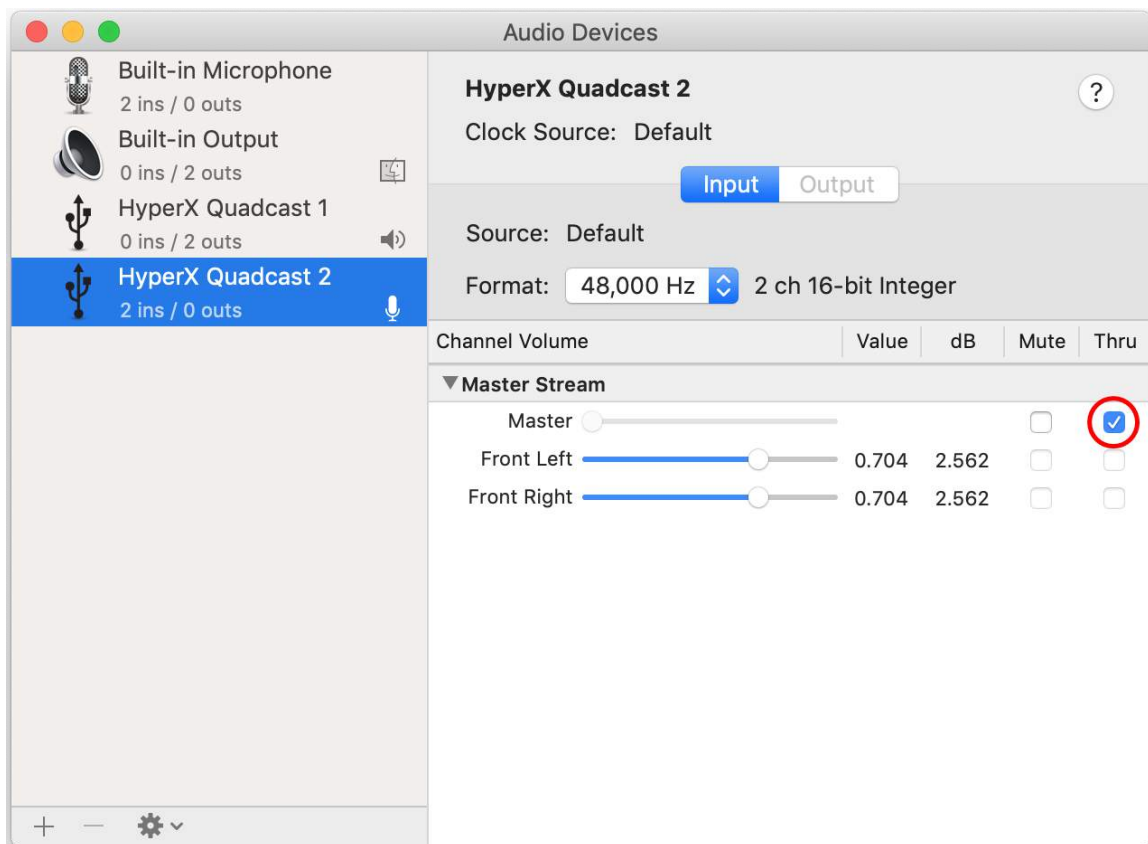 Audio Devices
Built-in Microphone
2 ins / 0 outs
Built-in Output
0 ins / 2 outs
HyperX Quadcast 1
0 ins / 2 outs
HyperX Quadcast 2
2 ins / 0 outs
HyperX Quadcast 2
?
Clock Source: Default
Input Output
Source: Default
Format: 48,000 Hz 2 ch 16-bit Integer
Channel Volume Value dB Mute Thru
Master Stream
Master
Front Left 0.704 2.562
Front Right 0.704 2.562